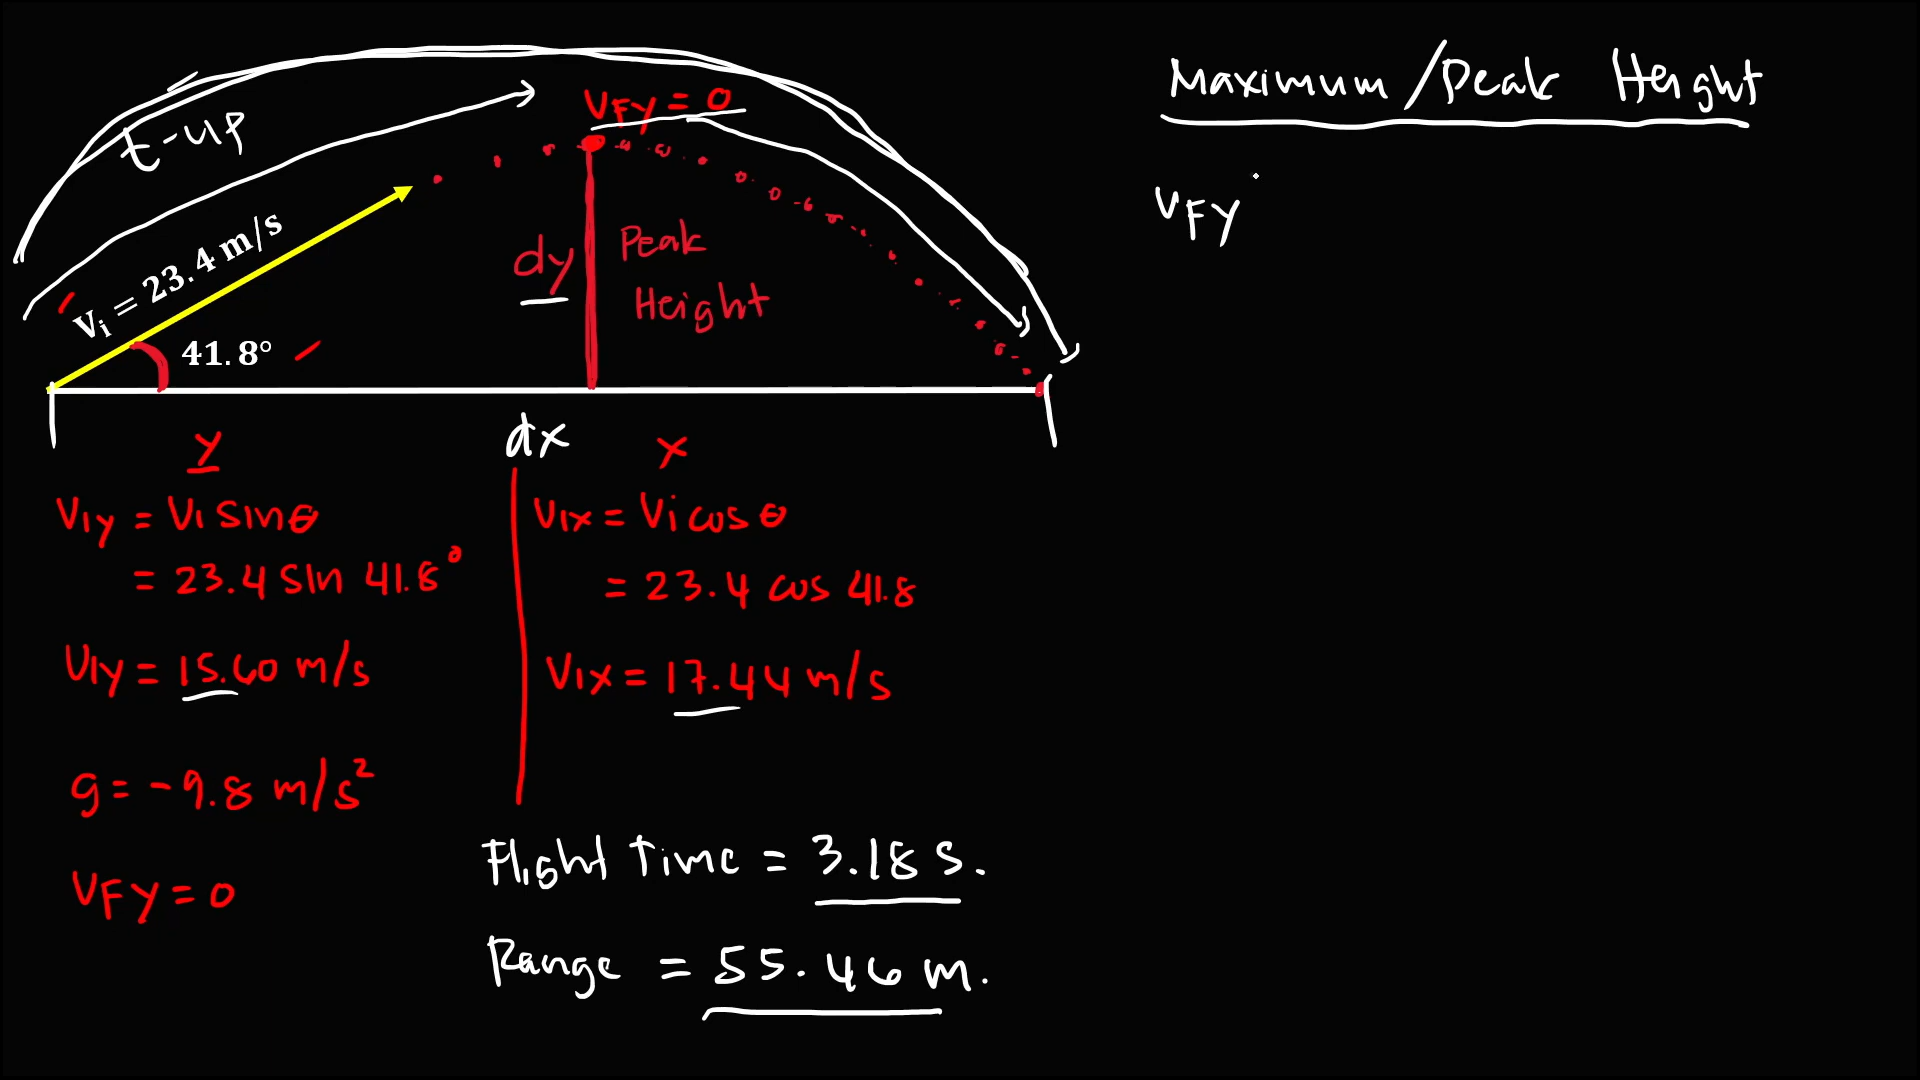 t-up
VFy = 0
Vi = 23.4 m/s
41.8°
dy
Peak
Height
dx
y
Viy = Vi sinθ
= 23.4 sin 41.8°
Viy = 15.60 m/s
g = -9.8 m/s²
VFY = 0
x
Vix = Vi cos θ
= 23.4 cos 41.8
Vix = 17.44 m/s
Flight Time = 3.18 s.
Range = 55.46 m.
Maximum/Peak Height
VFy